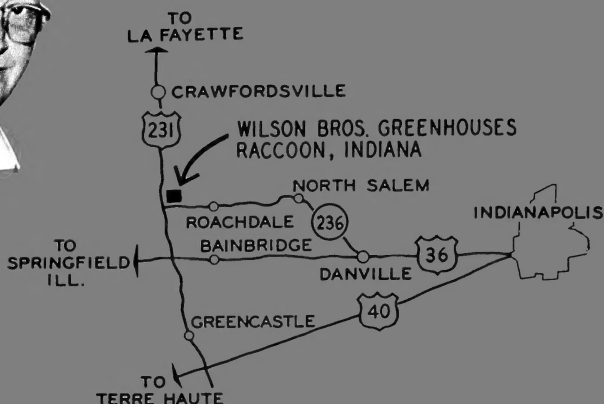 TO
LA FAYETTE
CRAWFORDSVILLE
231
WILSON BROS. GREENHOUSES
RACCOON, INDIANA
NORTH SALEM
ROACHDALE
236
INDIANAPOLIS
TO
SPRINGFIELD
ILL.
BAINBRIDGE
DANVILLE
36
40
GREENCASTLE
TO
TERRE HAUTE